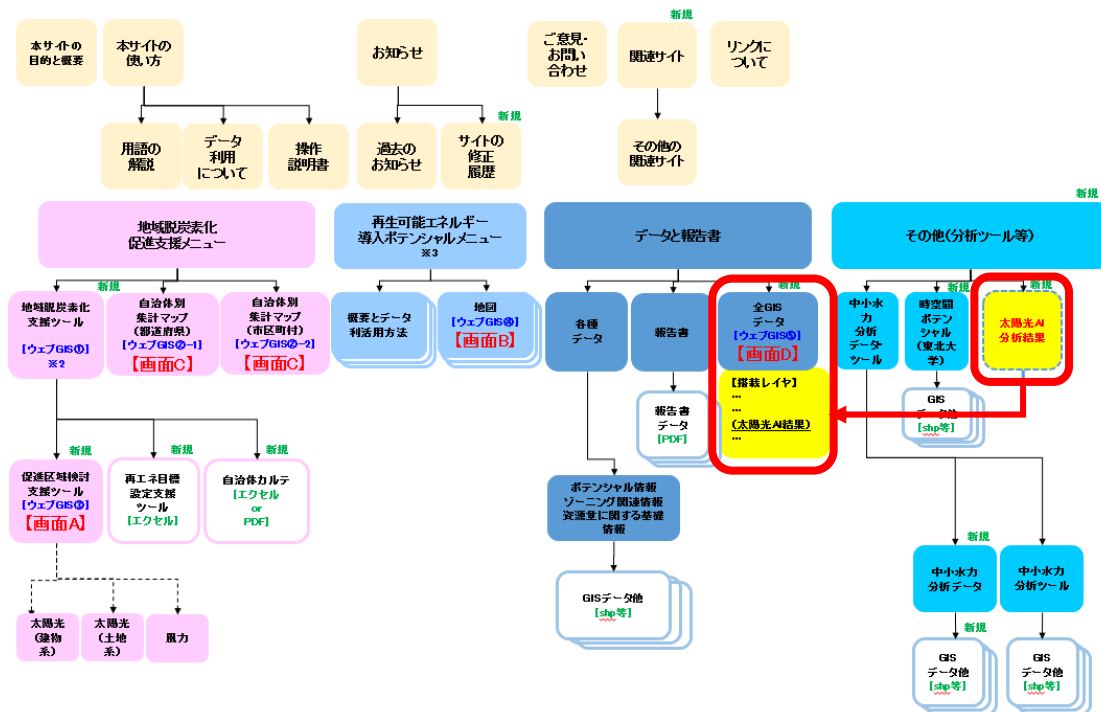 本サイトの
目的と概要
本サイトの
使い方
お知らせ
ご意見・
お問い
合わせ
新規
関連サイト
リンクに
ついて
用語の
解説
データ
利用
について
操作
説明書
過去の
お知らせ
新規
サイトの
修正
履歴
その他の
関連サイト
地域脱炭素化
促進支援メニュー
再生可能エネルギー
導入ポテンシャルメニュー
※3
データと報告書
新規
その他(分析ツール等)
新規
地域脱炭素化
支援ツール
[ウェブGIS①]
※2
自治体別
集計マップ
(都道府県)
[ウェブGIS②-1]
【画面C】
新規
自治体別
集計マップ
(市区町村)
[ウェブGIS②-2]
【画面C】
概要とデータ
利活用方法
地図
[ウェブGIS④]
【画面B】
各種
データ
報告書
新規
全GIS
データ
[ウェブGIS⑤]
【画面D】
【搭載レイヤ】
…
…
(太陽光AI結果)
…
中小水
力
分析
データ・
ツール
新規
時空間
ポテン
シャル
(東北大
学)
新規
太陽光AI
分析結果
報告書
データ
[PDF]
GIS
データ他
[shp等]
新規
促進区域検討
支援ツール
[ウェブGIS③]
【画面A】
新規
再エネ目標
設定支援
ツール
[エクセル]
新規
自治体カルテ
[エクセル
or
PDF]
ポテンシャル情報
ゾーニング関連情報
資源量に関する基礎
情報
新規
中小水力
分析データ
中小水力
分析ツール
GISデータ他
[shp等]
太陽光
(建物
系)
太陽光
(土地
系)
風力
新規
GIS
データ他
[shp等]
GIS
データ他
[shp等]